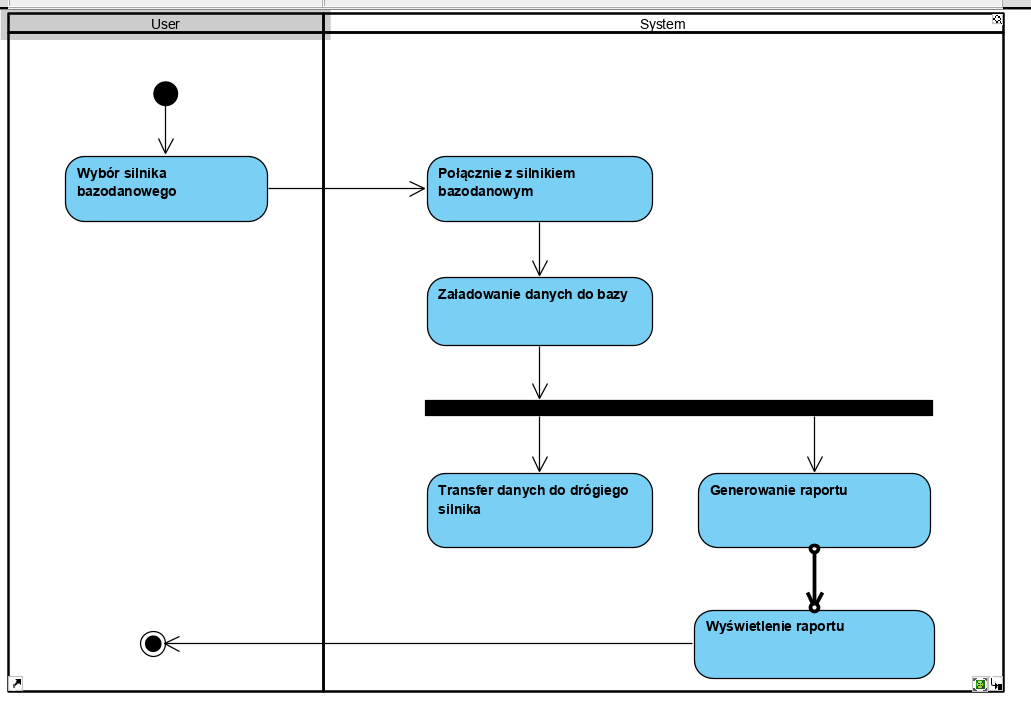 User
System
Wybór silnika
bazodanowego
Połącznie z silnikiem
bazodanowym
Załadowanie danych do bazy
Transfer danych do drógiego
silnika
Generowanie raportu
Wyświetlenie raportu